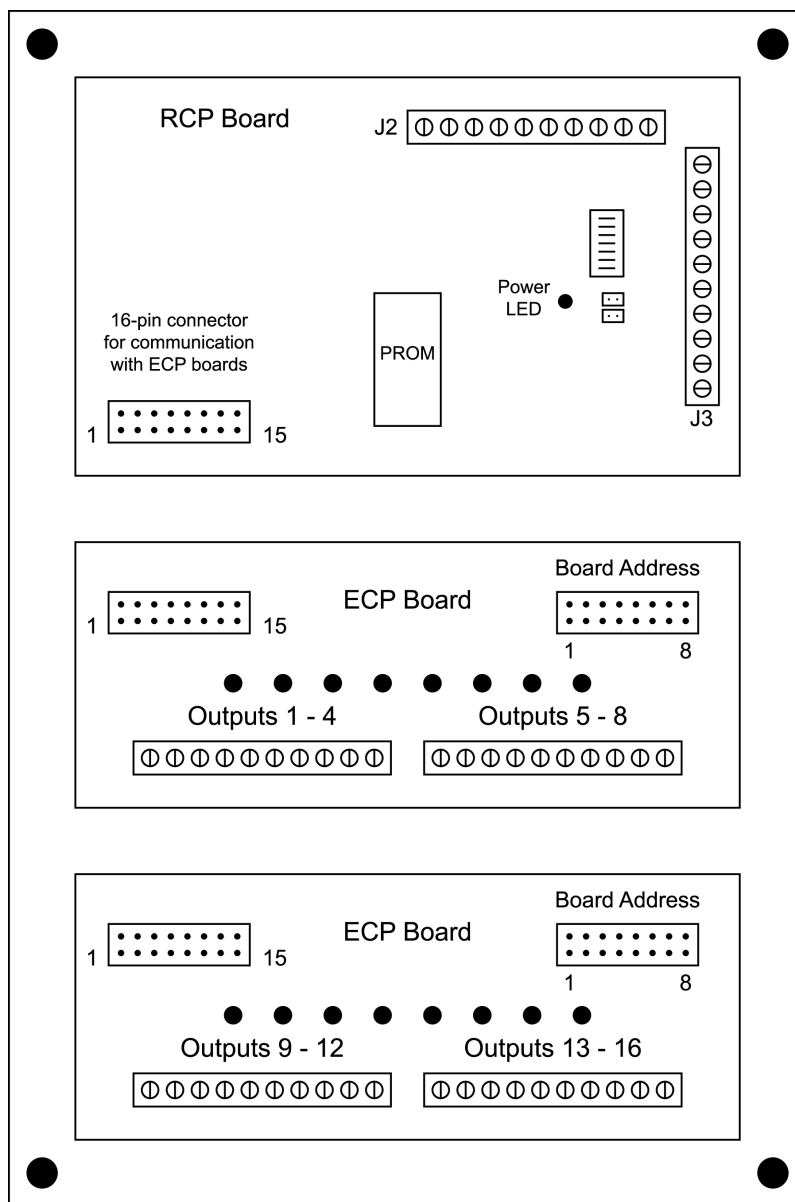 RCP Board
J2
Power
LED
16-pin connector
for communication
with ECP boards
PROM
1
15
J3
Board Address
ECP Board
1
15
1
8
Outputs 1 - 4
Outputs 5 - 8
Board Address
ECP Board
1
15
1
8
Outputs 9 - 12
Outputs 13 - 16